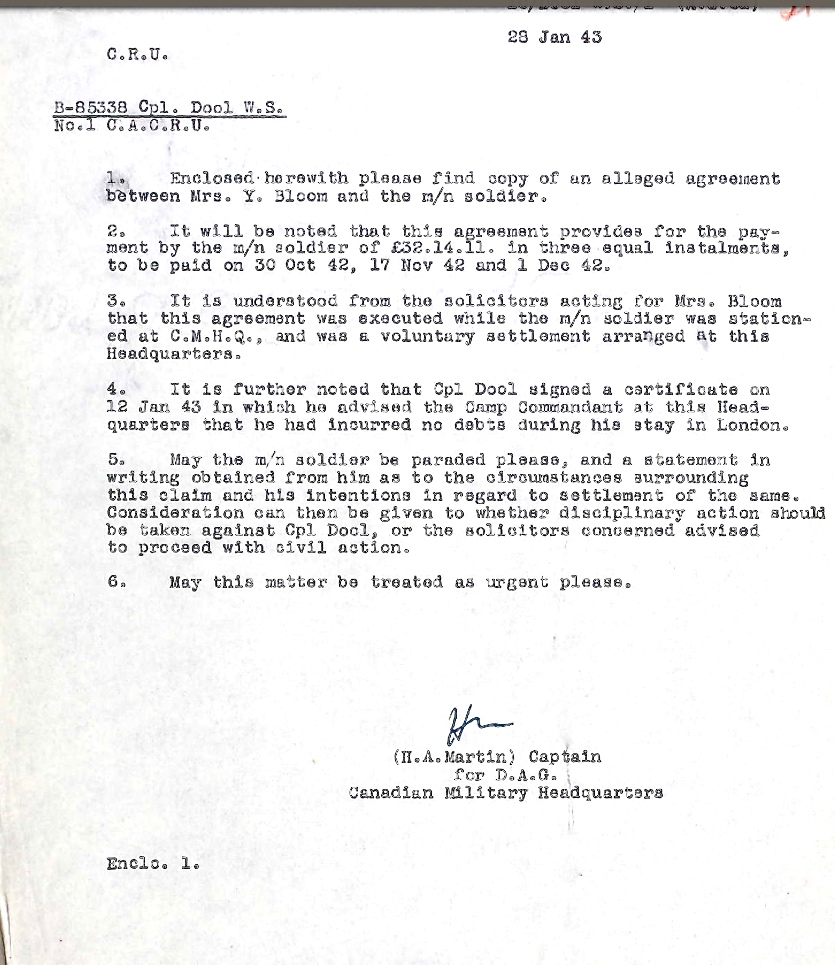 28 Jan 43
C.R.U.
B-85338 Cpl. Dool W.S.
No.1 C.A.C.R.U.
1. Enclosed herewith please find copy of an alleged agreement
between Mrs. Y. Bloom and the m/n soldier.
2. It will be noted that this agreement provides for the pay-
ment by the m/n soldier of £32.14.11. in three equal instalments,
to be paid on 30 Oct 42, 17 Nov 42 and 1 Dec 42.
3. It is understood from the solicitors acting for Mrs. Bloom
that this agreement was executed while the m/n soldier was station-
ed at C.M.H.Q., and was a voluntary settlement arranged at this
Headquarters.
4. It is further noted that Cpl Dool signed a certificate on
12 Jan 43 in which he advised the Camp Commandant at this Head-
quarters that he had incurred no debts during his stay in London.
5. May the m/n soldier be paraded please, and a statement in
writing obtained from him as to the circumstances surrounding
this claim and his intentions in regard to settlement of the same.
Consideration can then be given to whether disciplinary action should
be taken against Cpl Dool, or the solicitors concerned advised
to proceed with civil action.
6. May this matter be treated as urgent please.
(H.A.Martin) Captain
for D.A.G.
Canadian Military Headquarters
Enclo. 1.